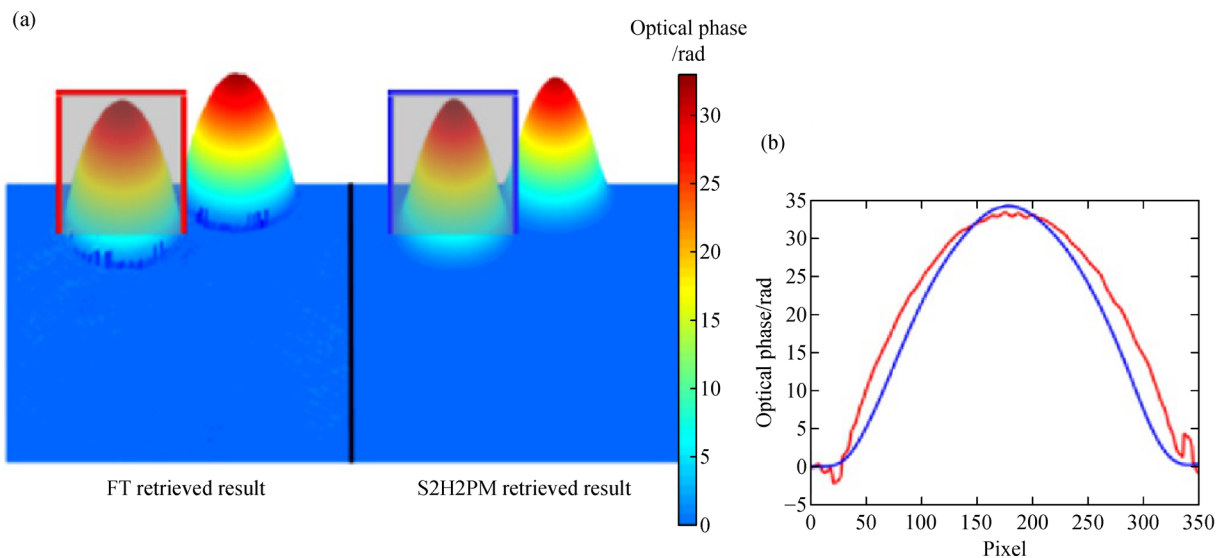 (a)
Optical phase
/rad
30
25
20
15
10
5
0
FT retrieved result
S2H2PM retrieved result
(b)
35
30
25
20
15
10
5
0
−5
Optical phase/rad
0 50 100 150 200 250 300 350
Pixel